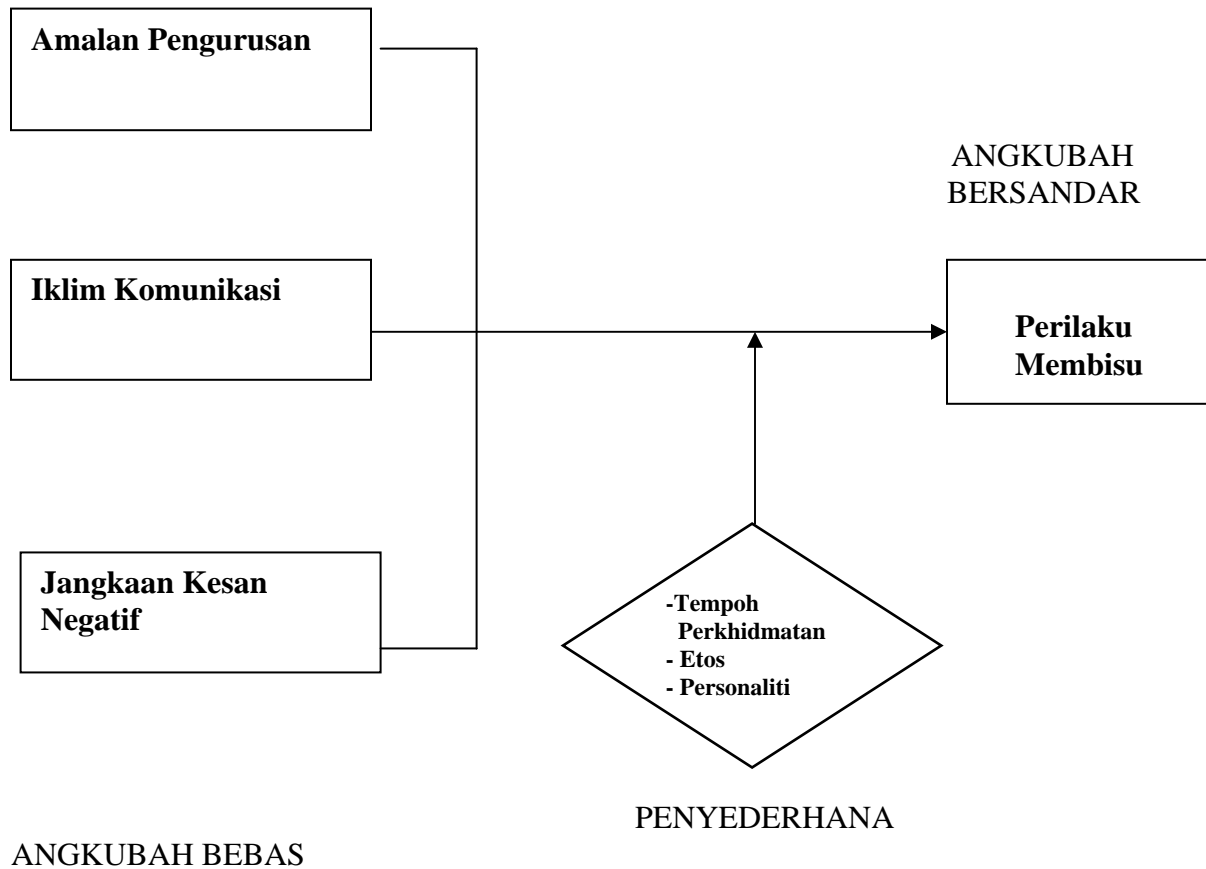 Amalan Pengurusan
ANGKUBAH
BERSANDAR
Iklim Komunikasi
Perilaku
Membisu
Jangkaan Kesan
Negatif
-Tempoh
Perkhidmatan
- Etos
- Personaliti
PENYEDERHANA
ANGKUBAH BEBAS